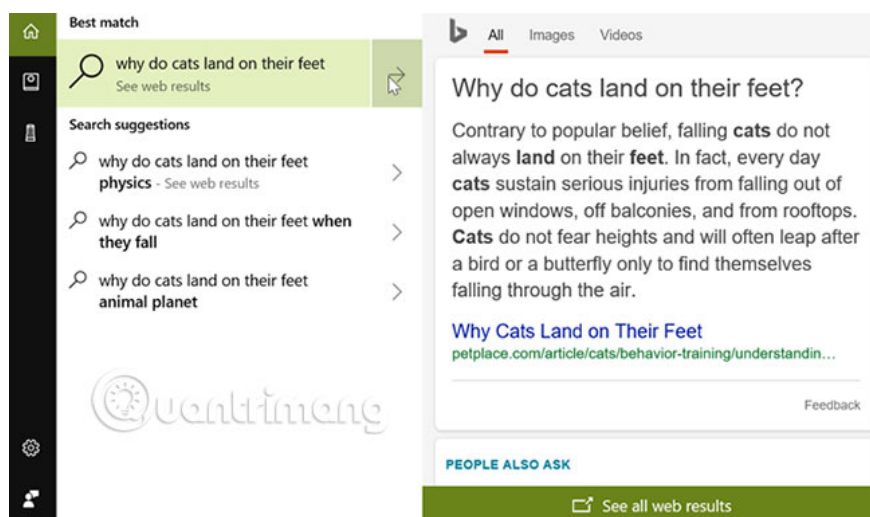 Best match
why do cats land on their feet
See web results
Search suggestions
why do cats land on their feet
physics - See web results
why do cats land on their feet when
they fall
why do cats land on their feet
animal planet
Quantrimang
All Images Videos
Why do cats land on their feet?
Contrary to popular belief, falling cats do not
always land on their feet. In fact, every day
cats sustain serious injuries from falling out of
open windows, off balconies, and from rooftops.
Cats do not fear heights and will often leap after
a bird or a butterfly only to find themselves
falling through the air.
Why Cats Land on Their Feet
petplace.com/article/cats/behavior-training/understandin...
Feedback
PEOPLE ALSO ASK
See all web results